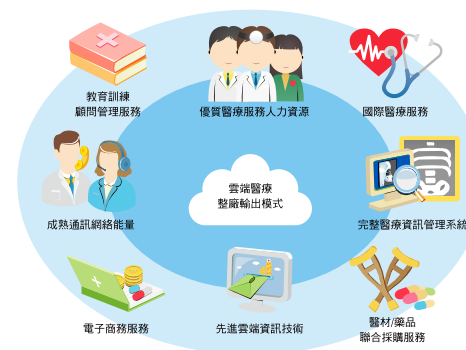 教育訓練
顧問管理服務
優質醫療服務人力資源
國際醫療服務
雲端醫療
整廠輸出模式
成熟通訊網絡能量
完整醫療資訊管理系統
電子商務服務
先進雲端資訊技術
醫材/藥品
聯合採購服務